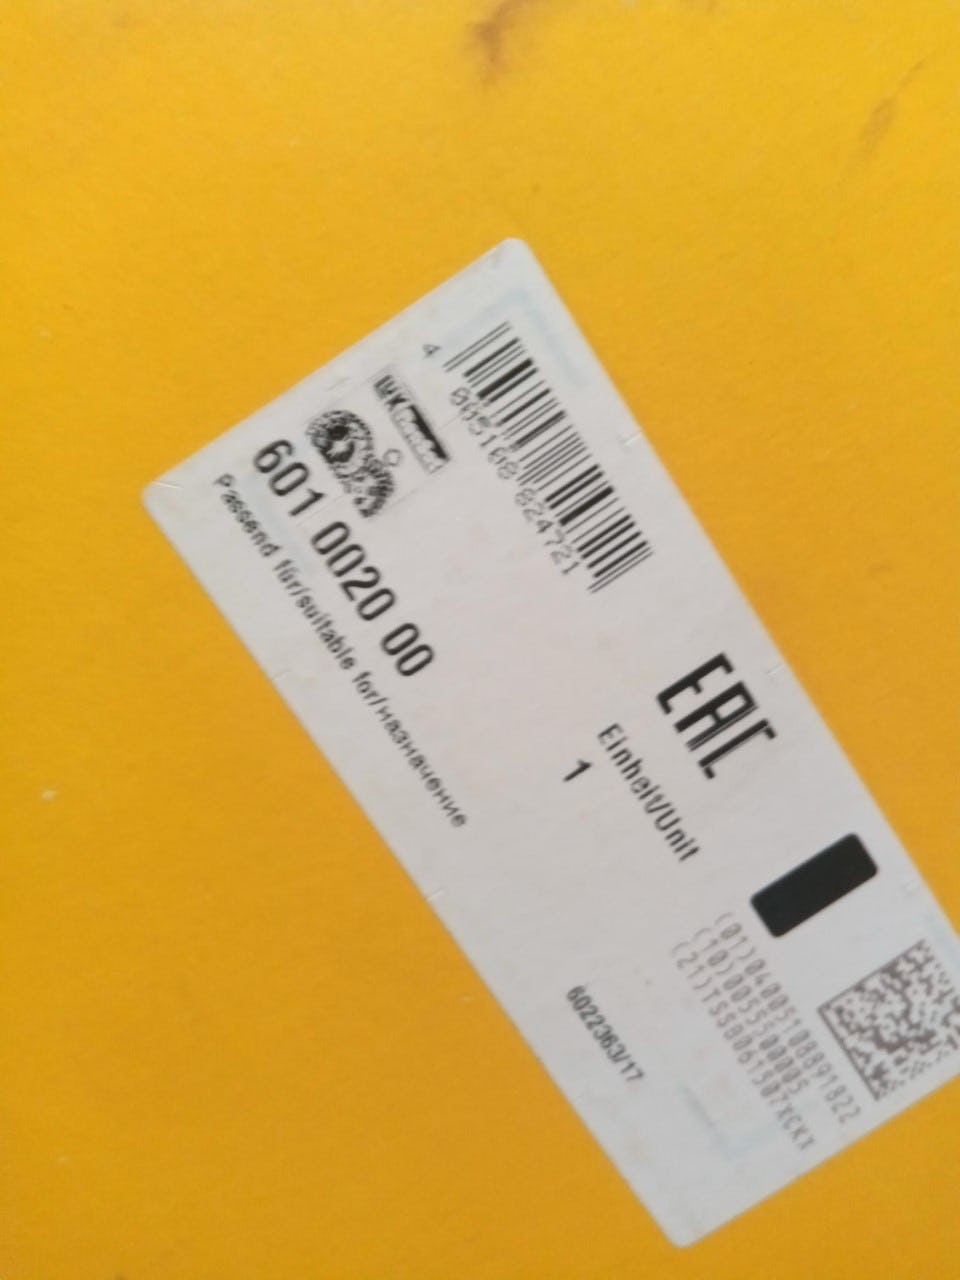 4 005108 824721
LuK
601 0020 00
Passend für/suitable for/назначение
EAC
Einheit/Unit
1
(01)04005108891822
(10)0055500005
(21)TSSB061507XCKX
6022363/17